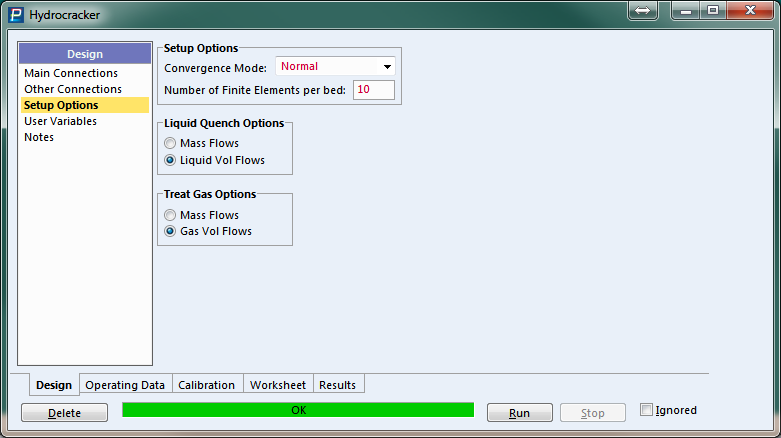 Hydrocracker
Design
Main Connections
Other Connections
Setup Options
User Variables
Notes
Setup Options
Convergence Mode: Normal
Number of Finite Elements per bed: 10
Liquid Quench Options
Mass Flows
Liquid Vol Flows
Treat Gas Options
Mass Flows
Gas Vol Flows
Design Operating Data Calibration Worksheet Results
Delete OK Run Stop Ignored